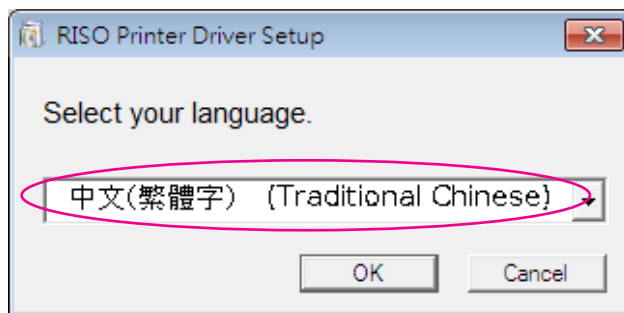 RISO Printer Driver Setup
Select your language.
中文(繁體字) (Traditional Chinese)
OK Cancel